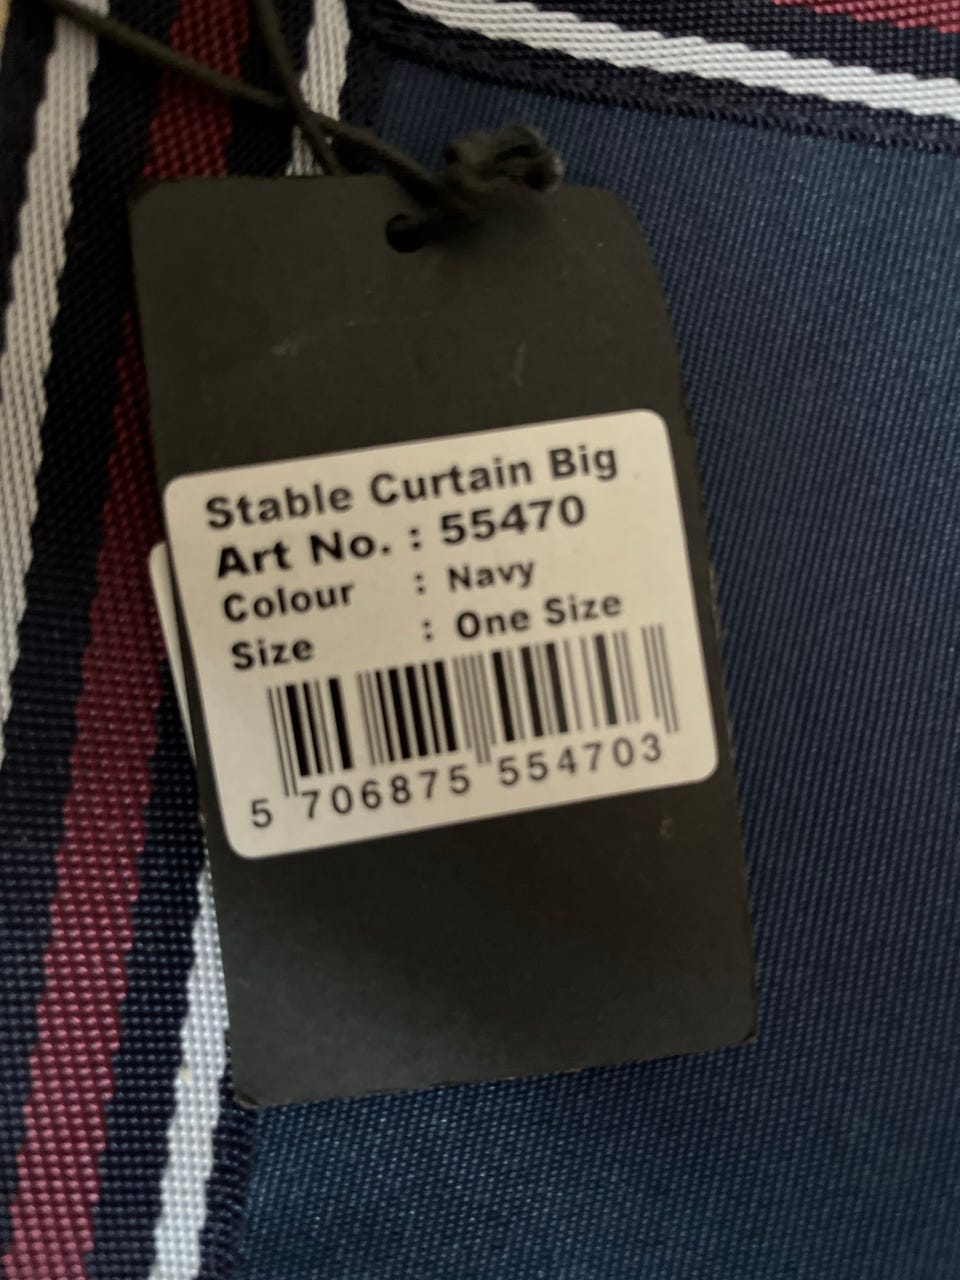 Stable Curtain Big
Art No. : 55470
Colour : Navy
Size : One Size
5 706875 554703